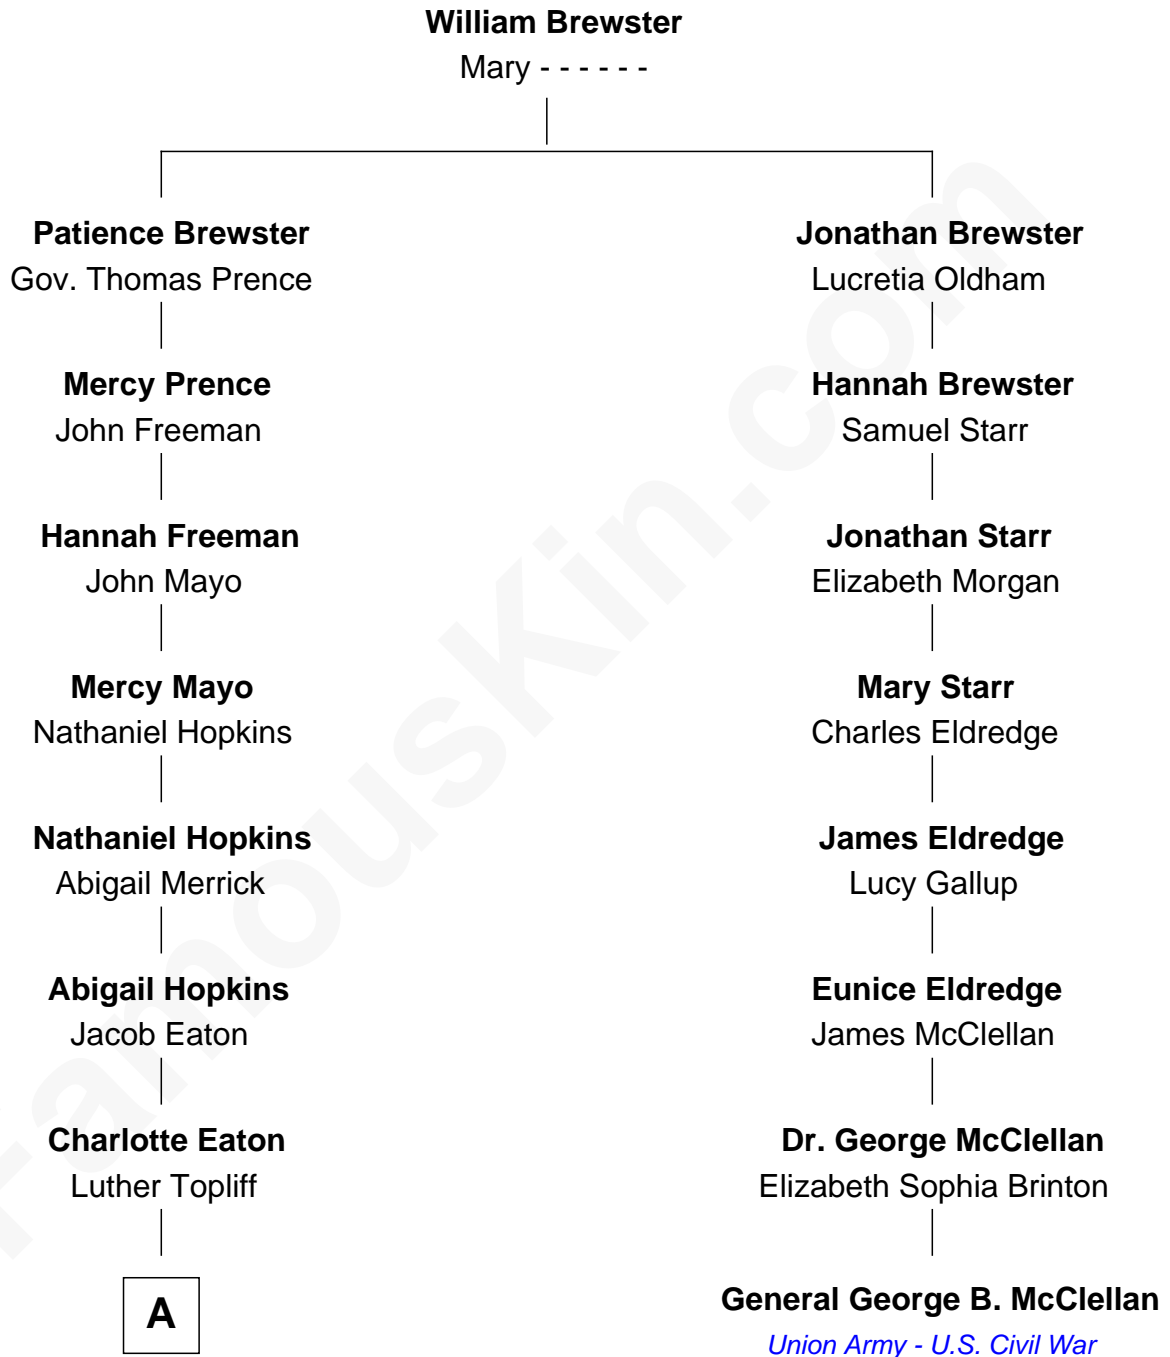 William Brewster
Mary - - - - - -
Patience Brewster
Gov. Thomas Prence
Jonathan Brewster
Lucretia Oldham
Mercy Prence
John Freeman
Hannah Brewster
Samuel Starr
Hannah Freeman
John Mayo
Jonathan Starr
Elizabeth Morgan
Mercy Mayo
Nathaniel Hopkins
Mary Starr
Charles Eldredge
Nathaniel Hopkins
Abigail Merrick
James Eldredge
Lucy Gallup
Abigail Hopkins
Jacob Eaton
Eunice Eldredge
James McClellan
Charlotte Eaton
Luther Topliff
Dr. George McClellan
Elizabeth Sophia Brinton
A
General George B. McClellan
Union Army - U.S. Civil War
FamousKin.com